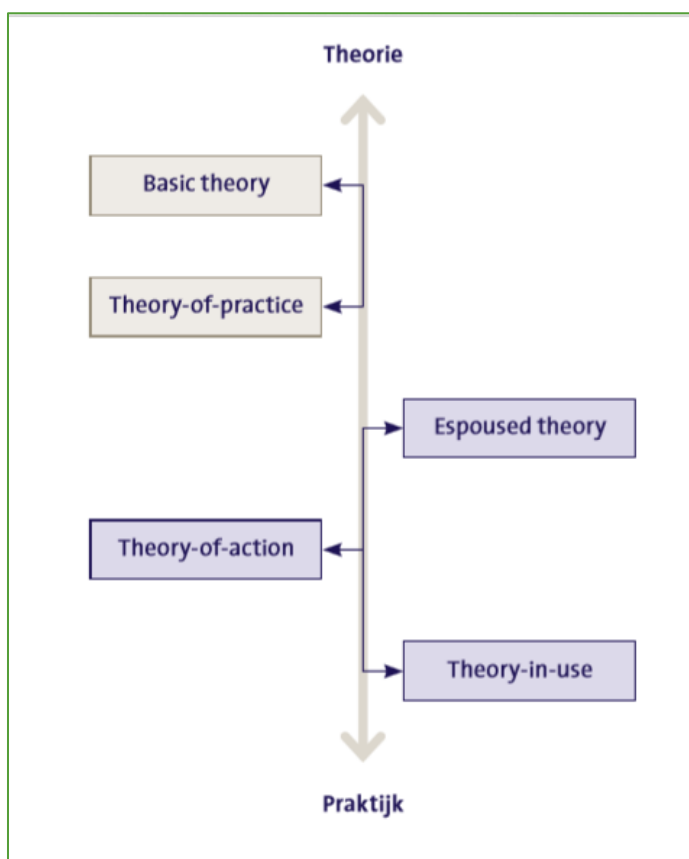 Theorie
Basic theory
Theory-of-practice
Espoused theory
Theory-of-action
Theory-in-use
Praktijk